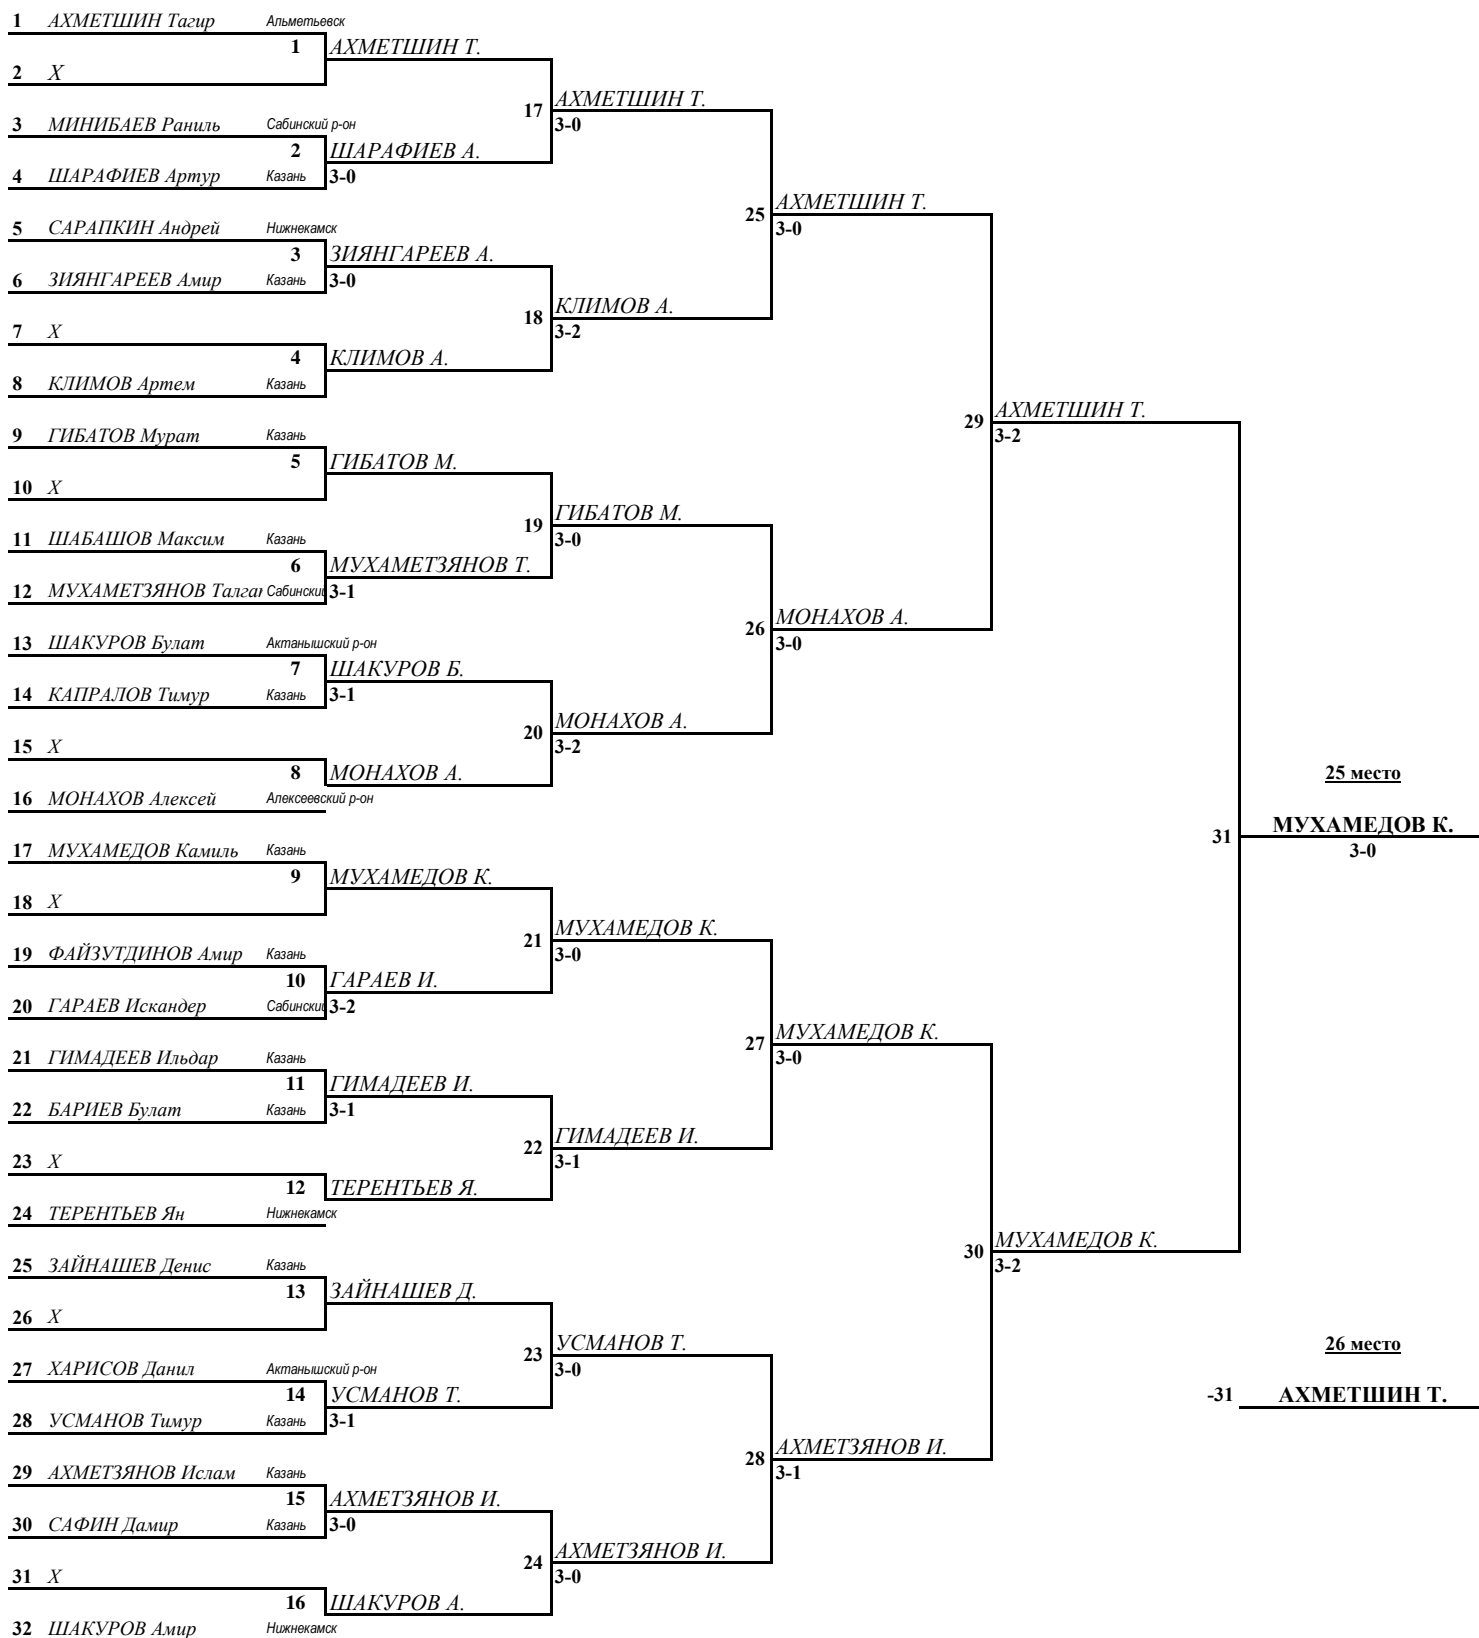 1 АХМЕТШИН Тагир Альметьевск
1 АХМЕТШИН Т.
2 X
17 АХМЕТШИН Т.
3-0
3 МИНИБАЕВ Раниль Сабинский р-он
2 ШАРАФИЕВ А.
4 ШАРАФИЕВ Артур Казань 3-0
25 АХМЕТШИН Т.
3-0
5 САРАПКИН Андрей Нижнекамск
3 ЗИЯНГАРЕЕВ А.
6 ЗИЯНГАРЕЕВ Амир Казань 3-0
18 КЛИМОВ А.
3-2
7 X
4 КЛИМОВ А.
8 КЛИМОВ Артем Казань
29 АХМЕТШИН Т.
3-2
9 ГИБАТОВ Мурат Казань
5 ГИБАТОВ М.
10 X
19 ГИБАТОВ М.
3-0
11 ШАБАШОВ Максим Казань
6 МУХАМЕТЗЯНОВ Т.
12 МУХАМЕТЗЯНОВ Талгат Сабинский 3-1
26 МОНАХОВ А.
3-0
13 ШАКУРОВ Булат Актанышский р-он
7 ШАКУРОВ Б.
14 КАПРАЛОВ Тимур Казань 3-1
20 МОНАХОВ А.
3-2
15 X
8 МОНАХОВ А.
25 место
16 МОНАХОВ Алексей Алексеевский р-он
31 МУХАМЕДОВ К.
3-0
17 МУХАМЕДОВ Камиль Казань
9 МУХАМЕДОВ К.
18 X
21 МУХАМЕДОВ К.
3-0
19 ФАЙЗУТДИНОВ Амир Казань
10 ГАРАЕВ И.
20 ГАРАЕВ Искандер Сабинский 3-2
27 МУХАМЕДОВ К.
3-0
21 ГИМАДЕЕВ Ильдар Казань
11 ГИМАДЕЕВ И.
22 БАРИЕВ Булат Казань 3-1
22 ГИМАДЕЕВ И.
3-1
23 X
12 ТЕРЕНТЬЕВ Я.
24 ТЕРЕНТЬЕВ Ян Нижнекамск
30 МУХАМЕДОВ К.
3-2
25 ЗАЙНАШЕВ Денис Казань
13 ЗАЙНАШЕВ Д.
26 X
23 УСМАНОВ Т.
3-0
26 место
27 ХАРИСОВ Данил Актанышский р-он
14 УСМАНОВ Т.
-31 АХМЕТШИН Т.
28 УСМАНОВ Тимур Казань 3-1
28 АХМЕТЗЯНОВ И.
3-1
29 АХМЕТЗЯНОВ Ислам Казань
15 АХМЕТЗЯНОВ И.
30 САФИН Дамир Казань 3-0
24 АХМЕТЗЯНОВ И.
3-0
31 X
16 ШАКУРОВ А.
32 ШАКУРОВ Амир Нижнекамск